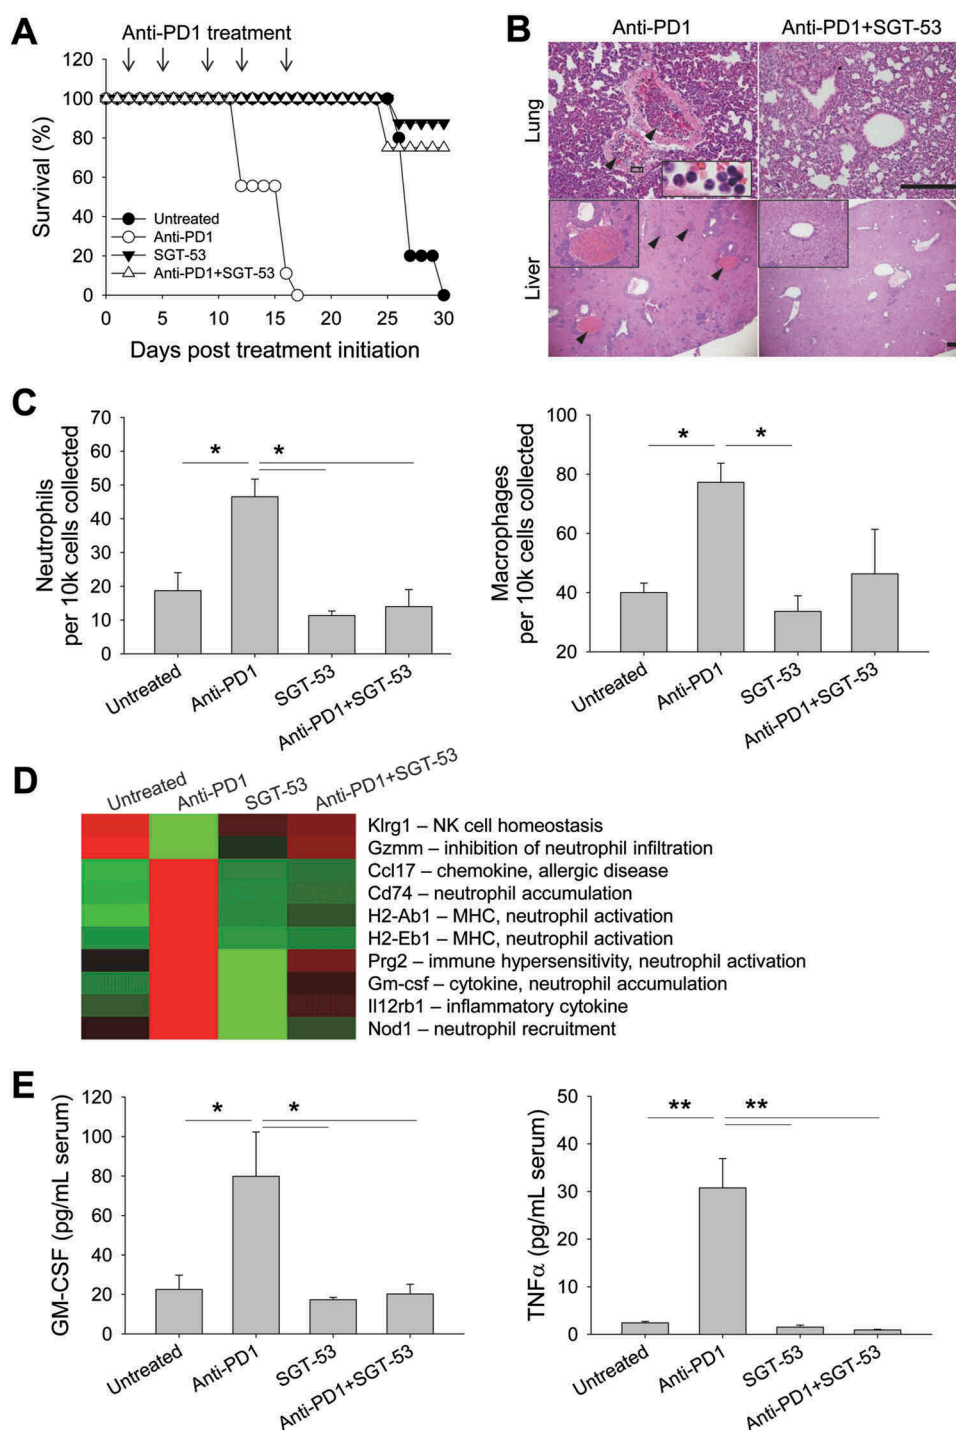 A
Anti-PD1 treatment
120
100
80
60
40
20
0
Survival (%)
Untreated
Anti-PD1
SGT-53
Anti-PD1+SGT-53
0 5 10 15 20 25 30
Days post treatment initiation
B
Anti-PD1 Anti-PD1+SGT-53
Lung
Liver
C
70
60
50
40
30
20
10
0
Neutrophils
per 10k cells collected
* *
Untreated
Anti-PD1
SGT-53
Anti-PD1+SGT-53
100
80
60
40
20
Macrophages
per 10k cells collected
* *
Untreated
Anti-PD1
SGT-53
Anti-PD1+SGT-53
D
Untreated
Anti-PD1
SGT-53
Anti-PD1+SGT-53
Klrg1 – NK cell homeostasis
Gzmm – inhibition of neutrophil infiltration
Ccl17 – chemokine, allergic disease
Cd74 – neutrophil accumulation
H2-Ab1 – MHC, neutrophil activation
H2-Eb1 – MHC, neutrophil activation
Prg2 – immune hypersensitivity, neutrophil activation
Gm-csf – cytokine, neutrophil accumulation
Il12rb1 – inflammatory cytokine
Nod1 – neutrophil recruitment
E
120
100
80
60
40
20
0
GM-CSF (pg/mL serum)
* *
Untreated
Anti-PD1
SGT-53
Anti-PD1+SGT-53
50
40
30
20
10
0
TNFα (pg/mL serum)
** **
Untreated
Anti-PD1
SGT-53
Anti-PD1+SGT-53